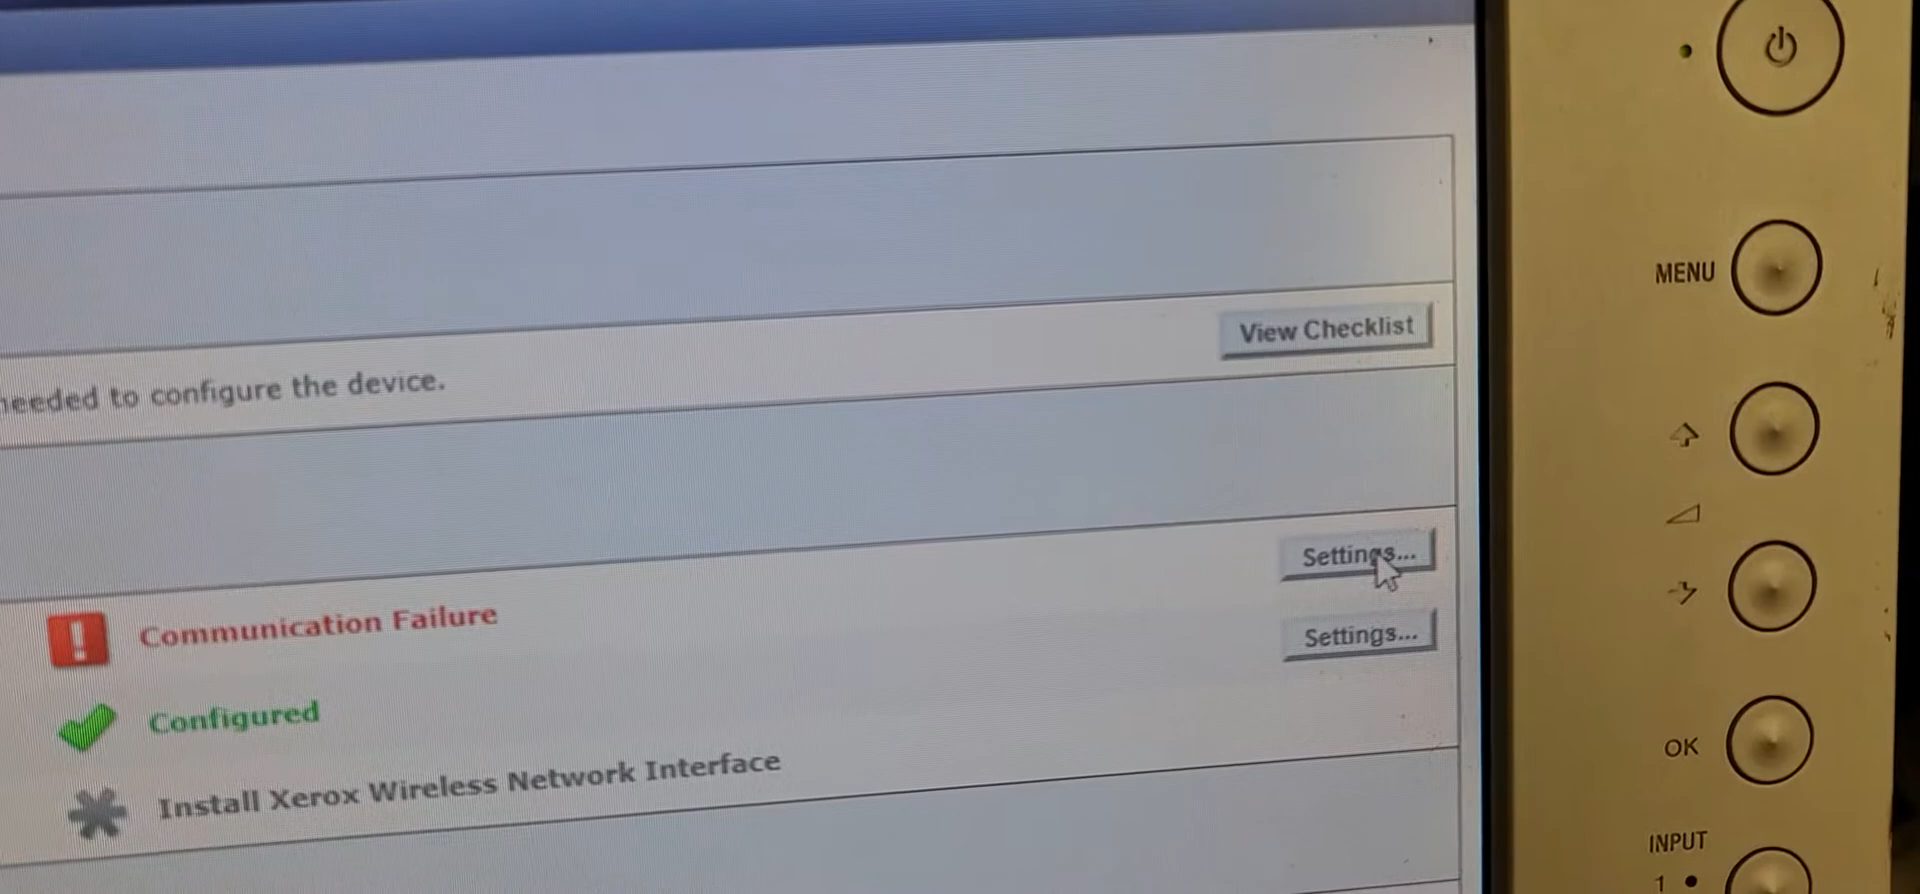 View Checklist
needed to configure the device.
Settings...
Communication Failure
Settings...
Configured
Install Xerox Wireless Network Interface
MENU
OK
INPUT
1